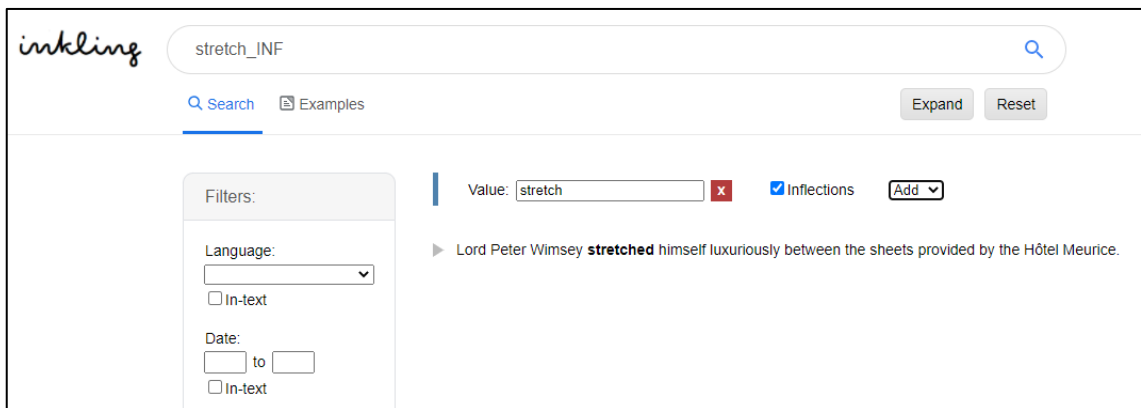 inkling
stretch_INF
Search Examples Expand Reset
Filters:
Value: stretch x Inflections Add
Language:
Lord Peter Wimsey stretched himself luxuriously between the sheets provided by the Hôtel Meurice.
In-text
Date:
to
In-text